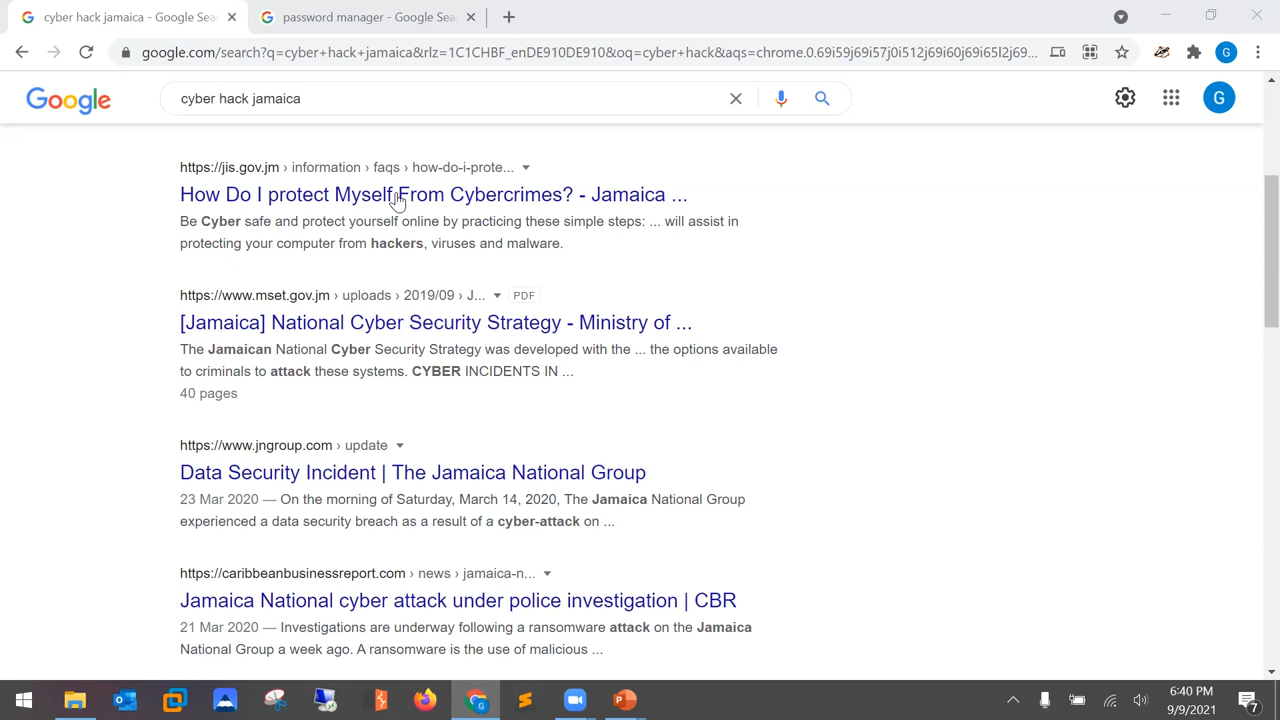 cyber hack jamaica - Google Sea
password manager - Google Sea
google.com/search?q=cyber+hack+jamaica&rlz=1C1CHBF_enDE910DE910&oq=cyber+hack&aqs=chrome.0.69i59j69i57j0i512j69i60j69i65l2j69...
G
Google
cyber hack jamaica
G
https://jis.gov.jm › information › faqs › how-do-i-prote...
How Do I protect Myself From Cybercrimes? - Jamaica ...
Be Cyber safe and protect yourself online by practicing these simple steps: ... will assist in
protecting your computer from hackers, viruses and malware.
https://www.mset.gov.jm › uploads › 2019/09 › J... PDF
[Jamaica] National Cyber Security Strategy - Ministry of ...
The Jamaican National Cyber Security Strategy was developed with the ... the options available
to criminals to attack these systems. CYBER INCIDENTS IN ...
40 pages
https://www.jngroup.com › update
Data Security Incident | The Jamaica National Group
23 Mar 2020 — On the morning of Saturday, March 14, 2020, The Jamaica National Group
experienced a data security breach as a result of a cyber-attack on ...
https://caribbeanbusinessreport.com › news › jamaica-n...
Jamaica National cyber attack under police investigation | CBR
21 Mar 2020 — Investigations are underway following a ransomware attack on the Jamaica
National Group a week ago. A ransomware is the use of malicious ...
6:40 PM
9/9/2021
7